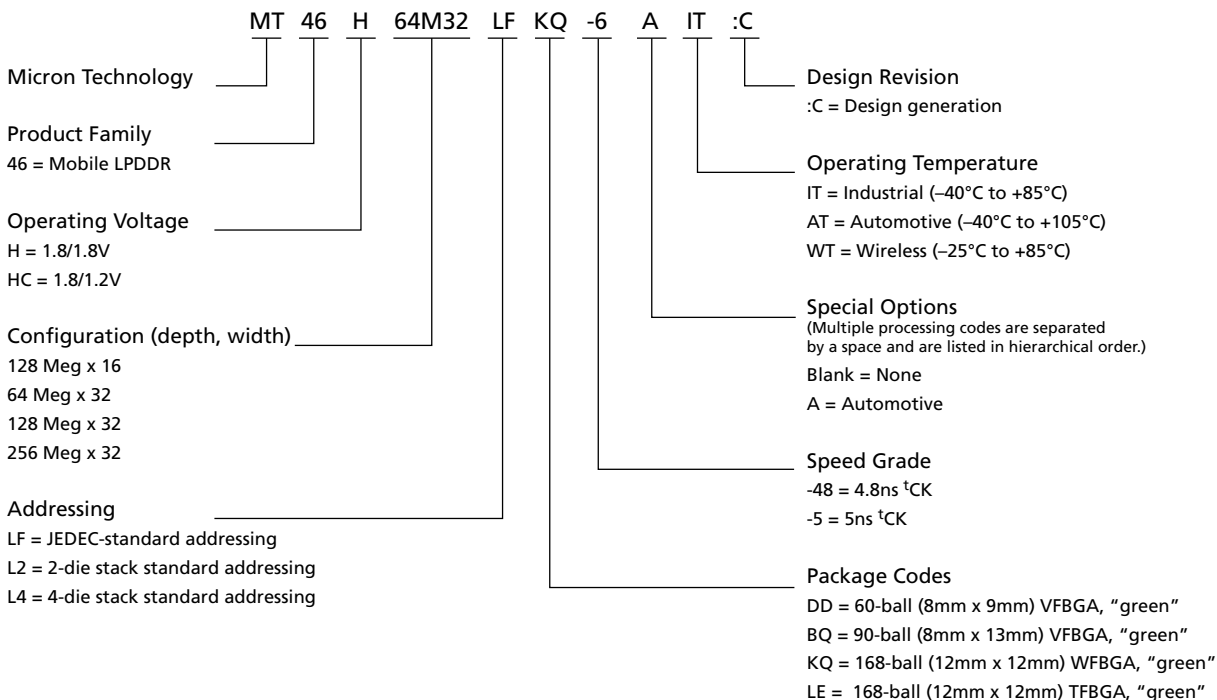 MT 46 H 64M32 LF KQ -6 A IT :C
Micron Technology
Product Family
46 = Mobile LPDDR
Operating Voltage
H = 1.8/1.8V
HC = 1.8/1.2V
Configuration (depth, width)
128 Meg x 16
64 Meg x 32
128 Meg x 32
256 Meg x 32
Addressing
LF = JEDEC-standard addressing
L2 = 2-die stack standard addressing
L4 = 4-die stack standard addressing
Design Revision
:C = Design generation
Operating Temperature
IT = Industrial (–40°C to +85°C)
AT = Automotive (–40°C to +105°C)
WT = Wireless (–25°C to +85°C)
Special Options
(Multiple processing codes are separated
by a space and are listed in hierarchical order.)
Blank = None
A = Automotive
Speed Grade
-48 = 4.8ns tCK
-5 = 5ns tCK
Package Codes
DD = 60-ball (8mm x 9mm) VFBGA, “green”
BQ = 90-ball (8mm x 13mm) VFBGA, “green”
KQ = 168-ball (12mm x 12mm) WFBGA, “green”
LE = 168-ball (12mm x 12mm) TFBGA, “green”